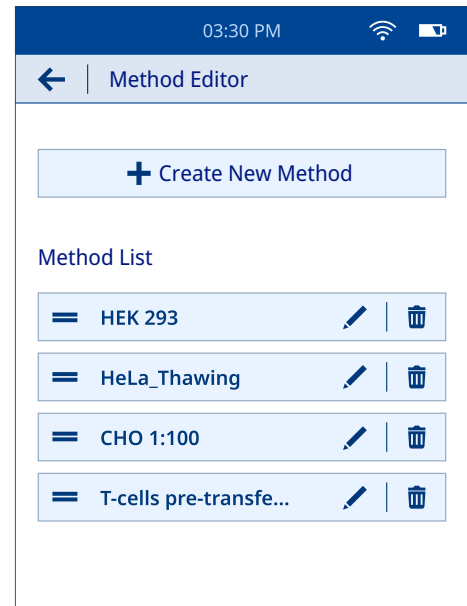 03:30 PM
Method Editor
Create New Method
Method List
HEK 293
HeLa_Thawing
CHO 1:100
T-cells pre-transfe...